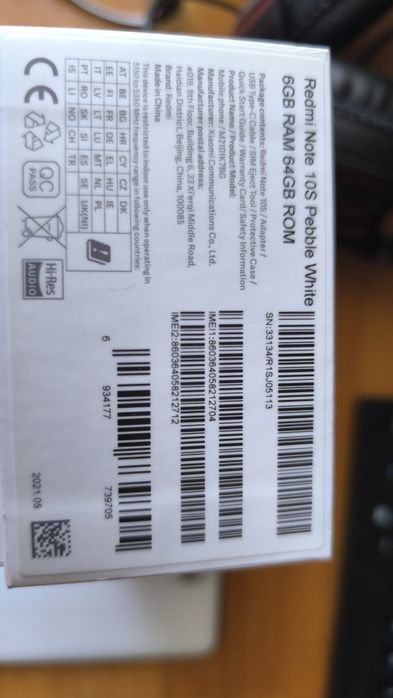 Redmi Note 10S Pebble White
6GB RAM 64GB ROM
Package contents: Redmi Note 10S / Adapter /
USB Type-C Cable / SIM Eject Tool / Protective Case /
Quick Start Guide / Warranty Card / Safety Information
Product Name / Product Model:
Mobile phone / M2101K7BG
Manufacturer: Xiaomi Communications Co., Ltd.
Manufacturer postal address:
#019, 9th Floor, Building 6, 33 Xi'erqi Middle Road,
Haidian District, Beijing, China, 100085
Brand: Redmi
Made in China
This device is restricted to indoor use only when operating in
5150 to 5350 MHz frequency range in following countries:
AT BE BG HR CY CZ DK
EE FI FR DE EL HU IE
IT LV LT LU MT NL PL
PT RO SK SI ES SE UK(NI)
IS LI NO CH TR
CE
QC
PASS
Hi-Res
AUDIO
SN:33134/R1SJ05113
IMEI1:860364058212704
IMEI2:860364058212712
6 934177 739705
2021.05